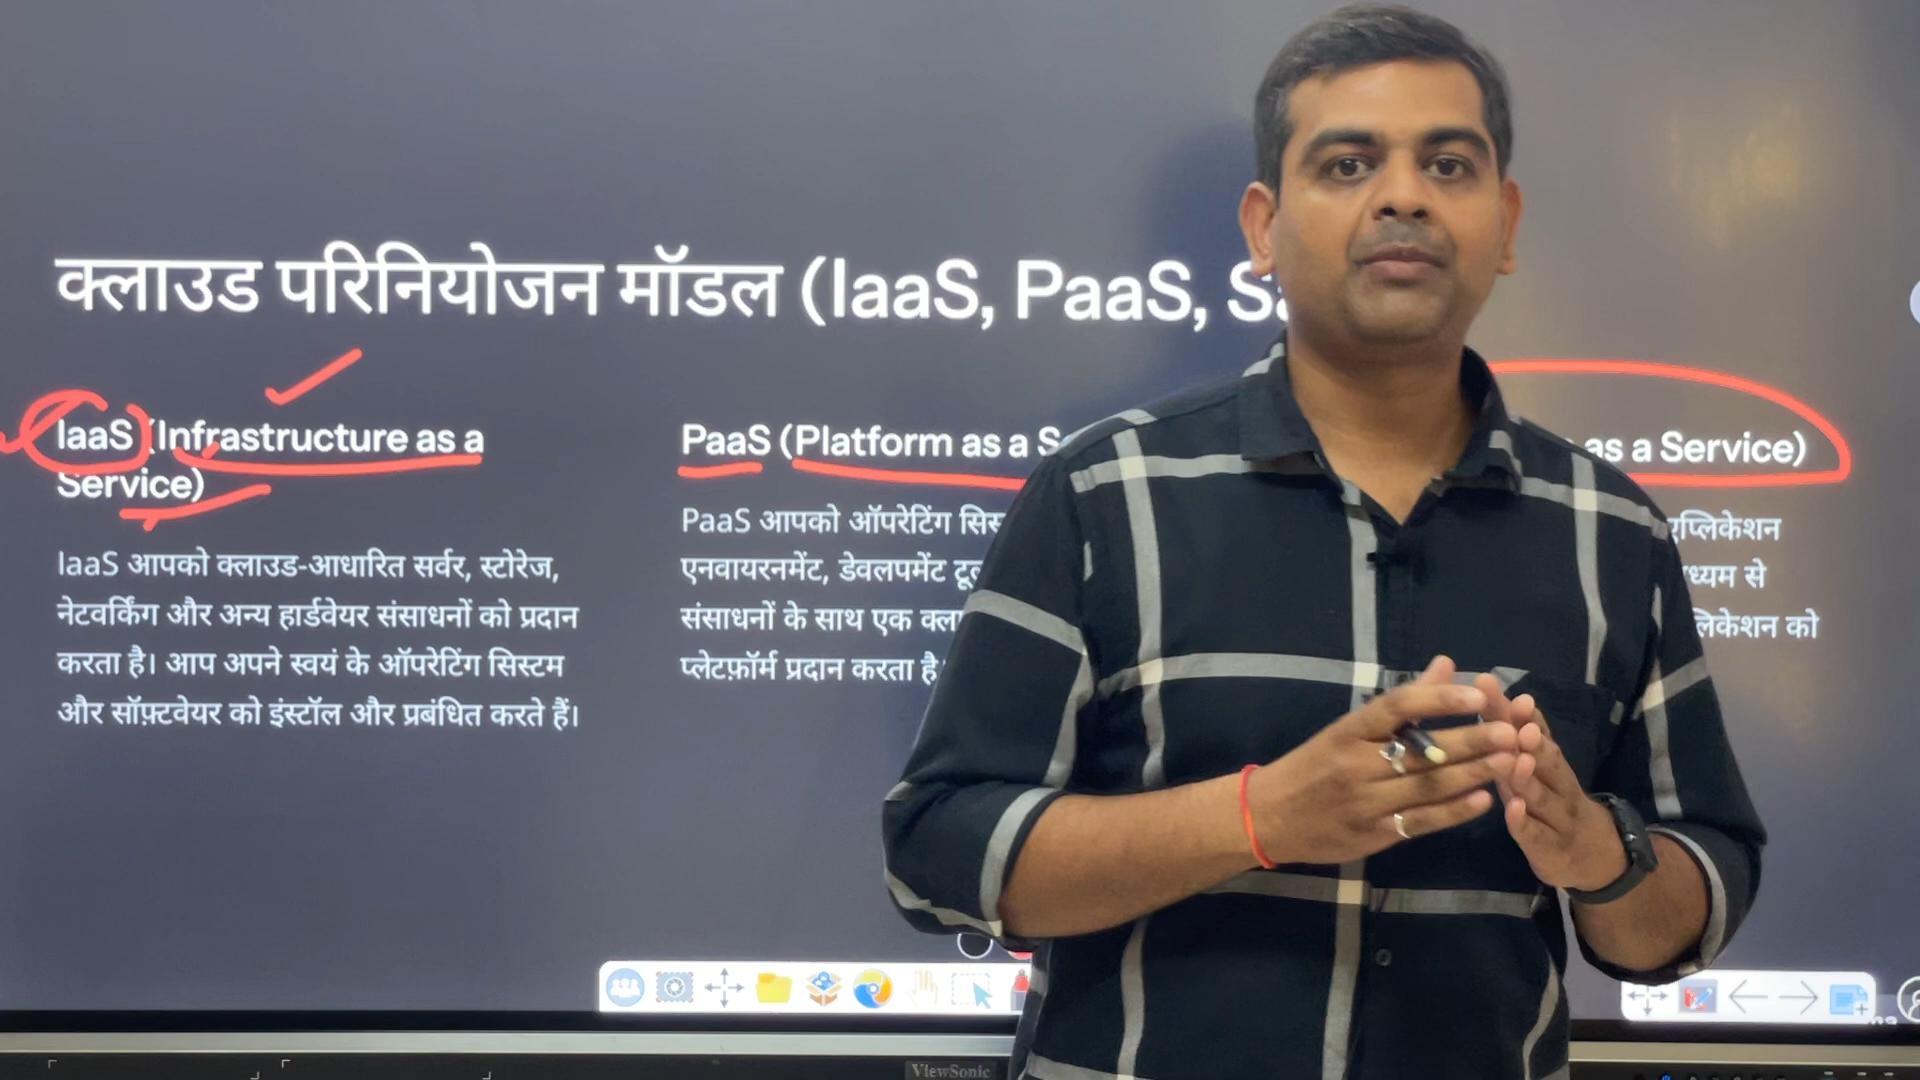 क्लाउड परिनियोजन मॉडल (IaaS, PaaS,
IaaS (Infrastructure as a
Service)
IaaS आपको क्लाउड-आधारित सर्वर, स्टोरेज,
नेटवर्किंग और अन्य हार्डवेयर संसाधनों को प्रदान
करता है। आप अपने स्वयं के ऑपरेटिंग सिस्टम
और सॉफ़्टवेयर को इंस्टॉल और प्रबंधित करते हैं।
PaaS (Platform as a
PaaS आपको ऑपरेटिंग
एनवायरनमेंट, डेवलपमेंट
संसाधनों के साथ एक
प्लेटफ़ॉर्म प्रदान करता है
as a Service)
से
को
ViewSonic